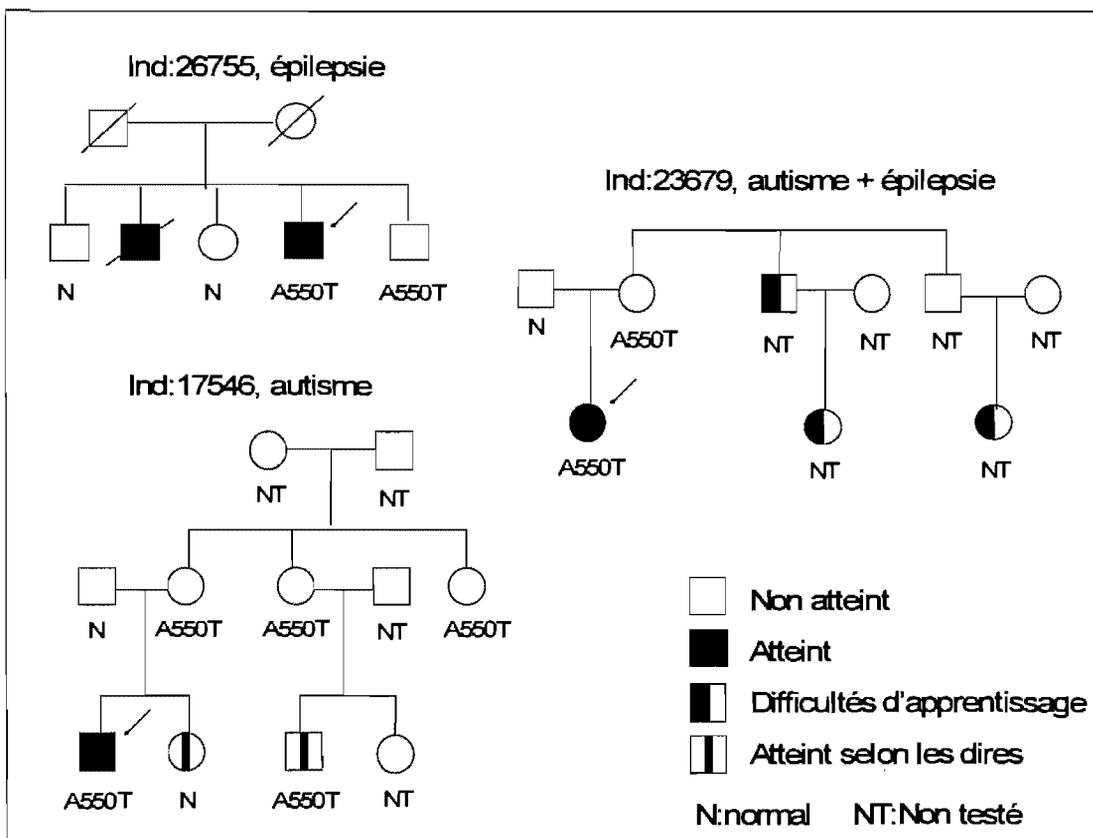 Ind:26755, épilepsie
N N A550T A550T
Ind:23679, autisme + épilepsie
N A550T NT NT NT NT
A550T NT NT
Ind:17546, autisme
NT NT
N A550T A550T NT A550T
A550T N A550T NT
Non atteint
Atteint
Difficultés d'apprentissage
Atteint selon les dires
N:normal NT:Non testé